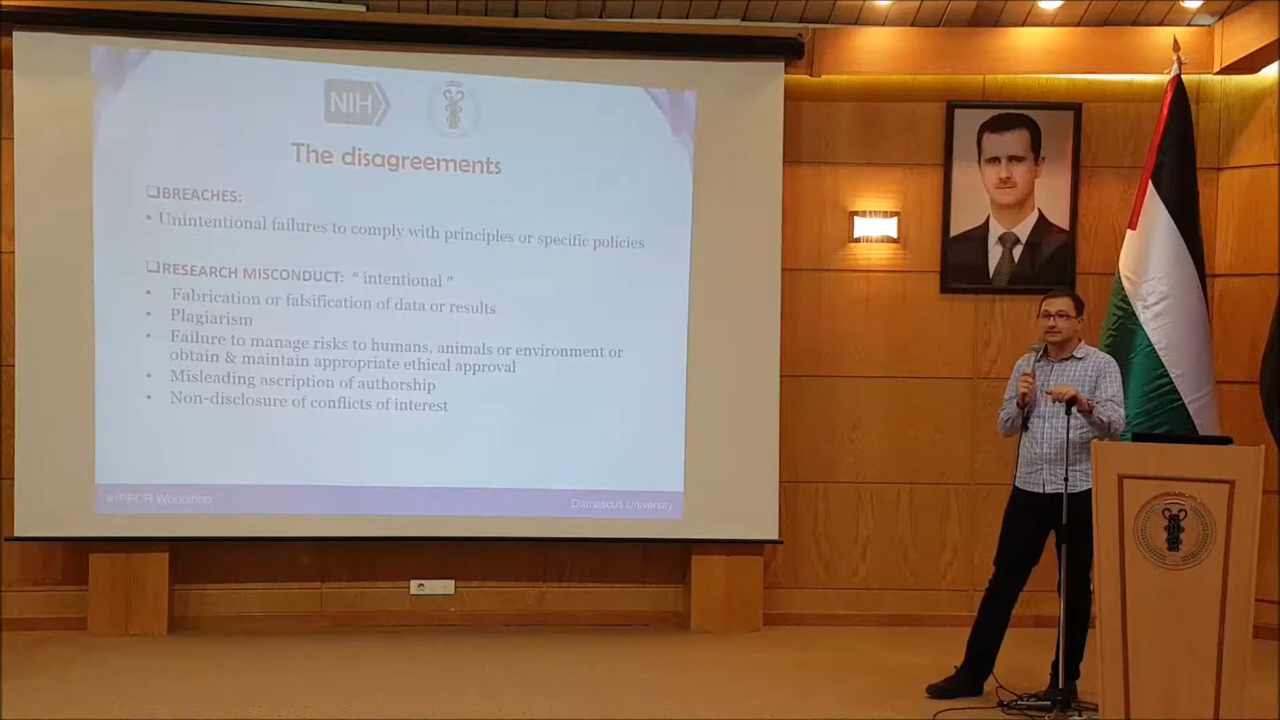 NIH
The disagreements
❑BREACHES:
• Unintentional failures to comply with principles or specific policies
❑RESEARCH MISCONDUCT: “ intentional ”
• Fabrication or falsification of data or results
• Plagiarism
• Failure to manage risks to humans, animals or environment or
obtain & maintain appropriate ethical approval
• Misleading ascription of authorship
• Non-disclosure of conflicts of interest
Workshop
Damascus University